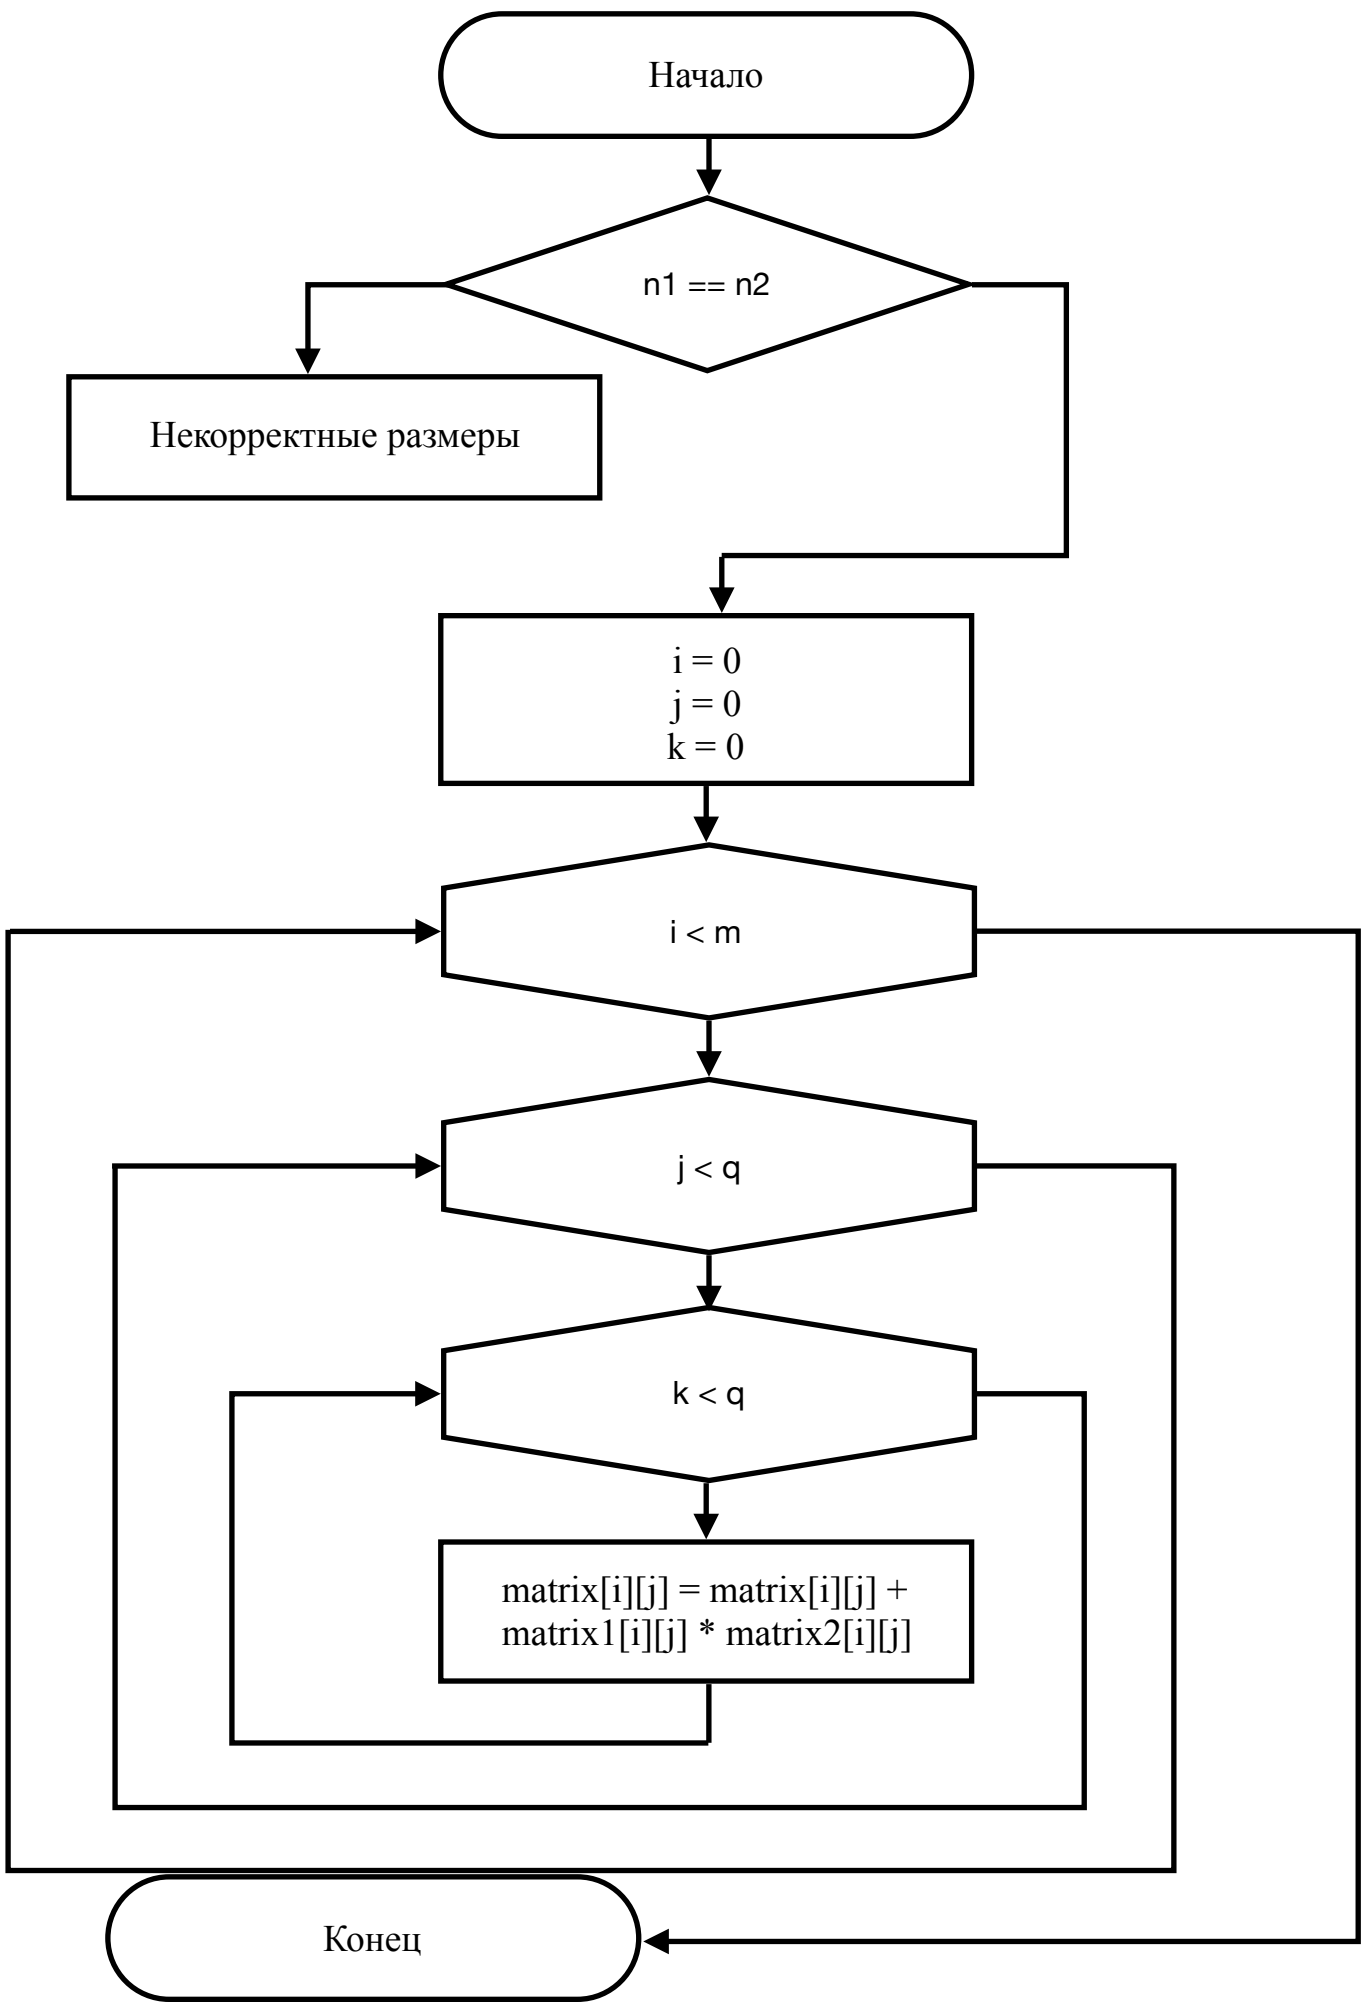 Начало
n1 == n2
Некорректные размеры
i = 0
j = 0
k = 0
i < m
j < q
k < q
matrix[i][j] = matrix[i][j] +
matrix1[i][j] * matrix2[i][j]
Конец